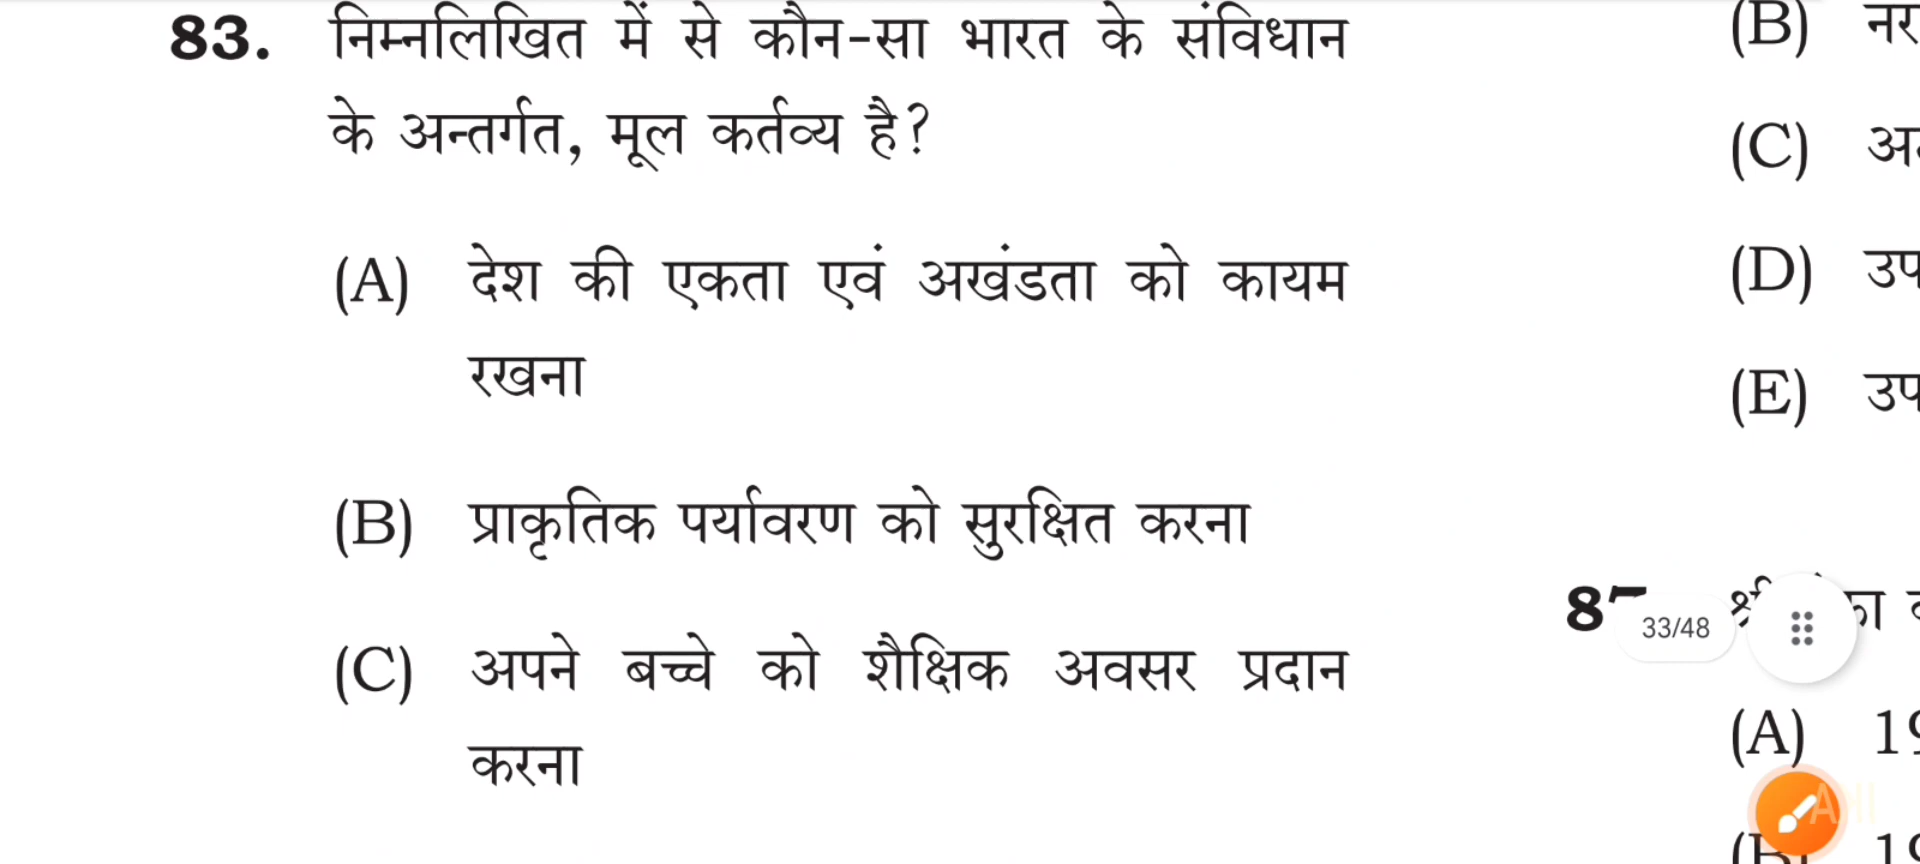 83. निम्नलिखित में से कौन-सा भारत के संविधान
के अन्तर्गत, मूल कर्तव्य है?
(A) देश की एकता एवं अखंडता को कायम
रखना
(B) प्राकृतिक पर्यावरण को सुरक्षित करना
(C) अपने बच्चे को शैक्षिक अवसर प्रदान
करना
(B)
(C)
(D)
(E)
33/48
(A)